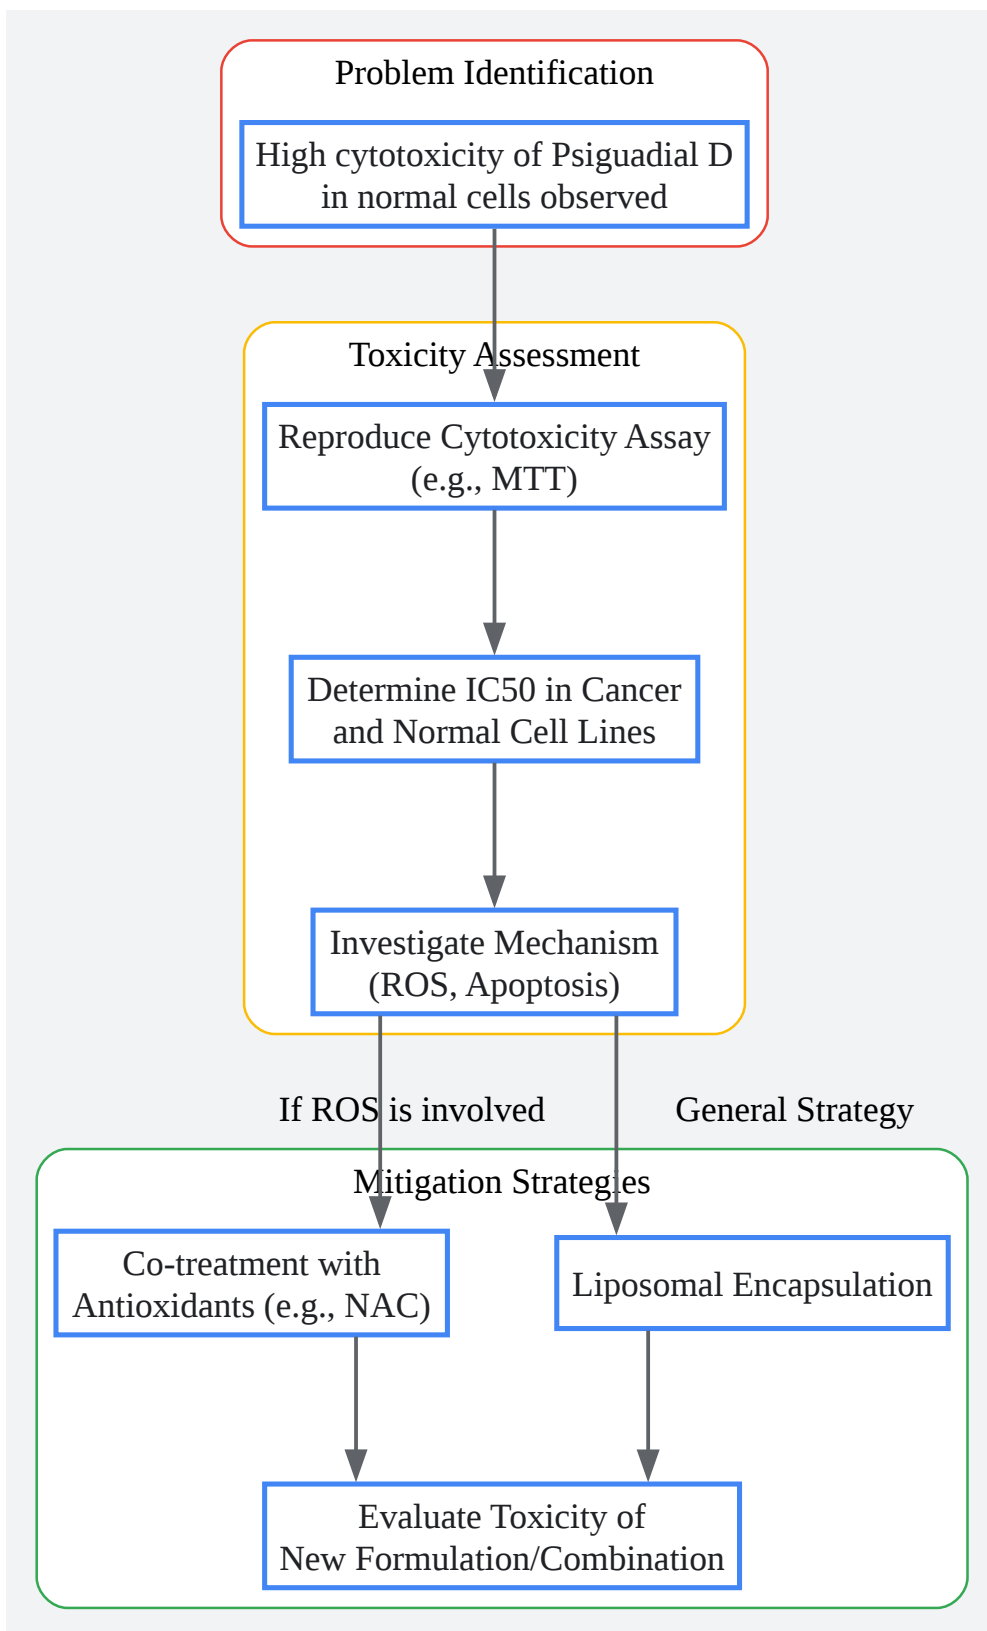 Problem Identification
High cytotoxicity of Psiguadial D
in normal cells observed
Toxicity Assessment
Reproduce Cytotoxicity Assay
(e.g., MTT)
Determine IC50 in Cancer
and Normal Cell Lines
Investigate Mechanism
(ROS, Apoptosis)
If ROS is involved
General Strategy
Mitigation Strategies
Co-treatment with
Antioxidants (e.g., NAC)
Liposomal Encapsulation
Evaluate Toxicity of
New Formulation/Combination